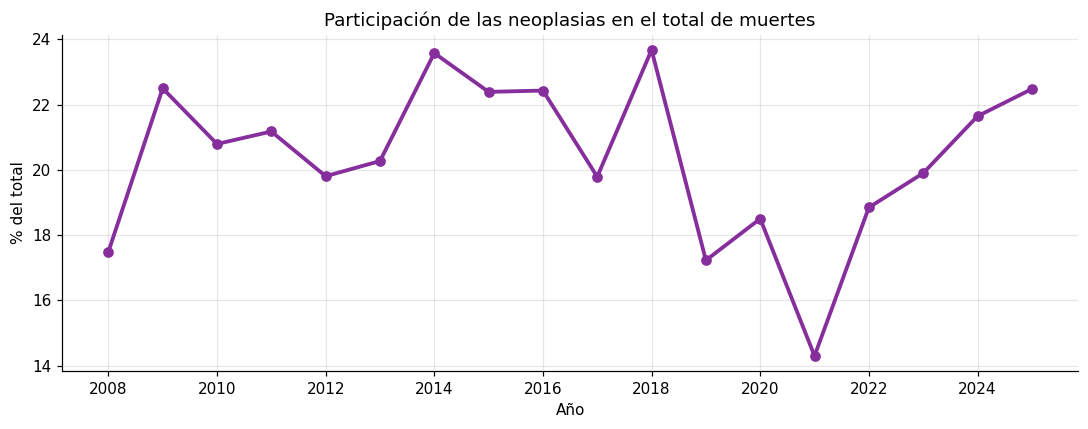 Participación de las neoplasias en el total de muertes
% del total
24
22
20
18
16
14
2008 2010 2012 2014 2016 2018 2020 2022 2024
Año